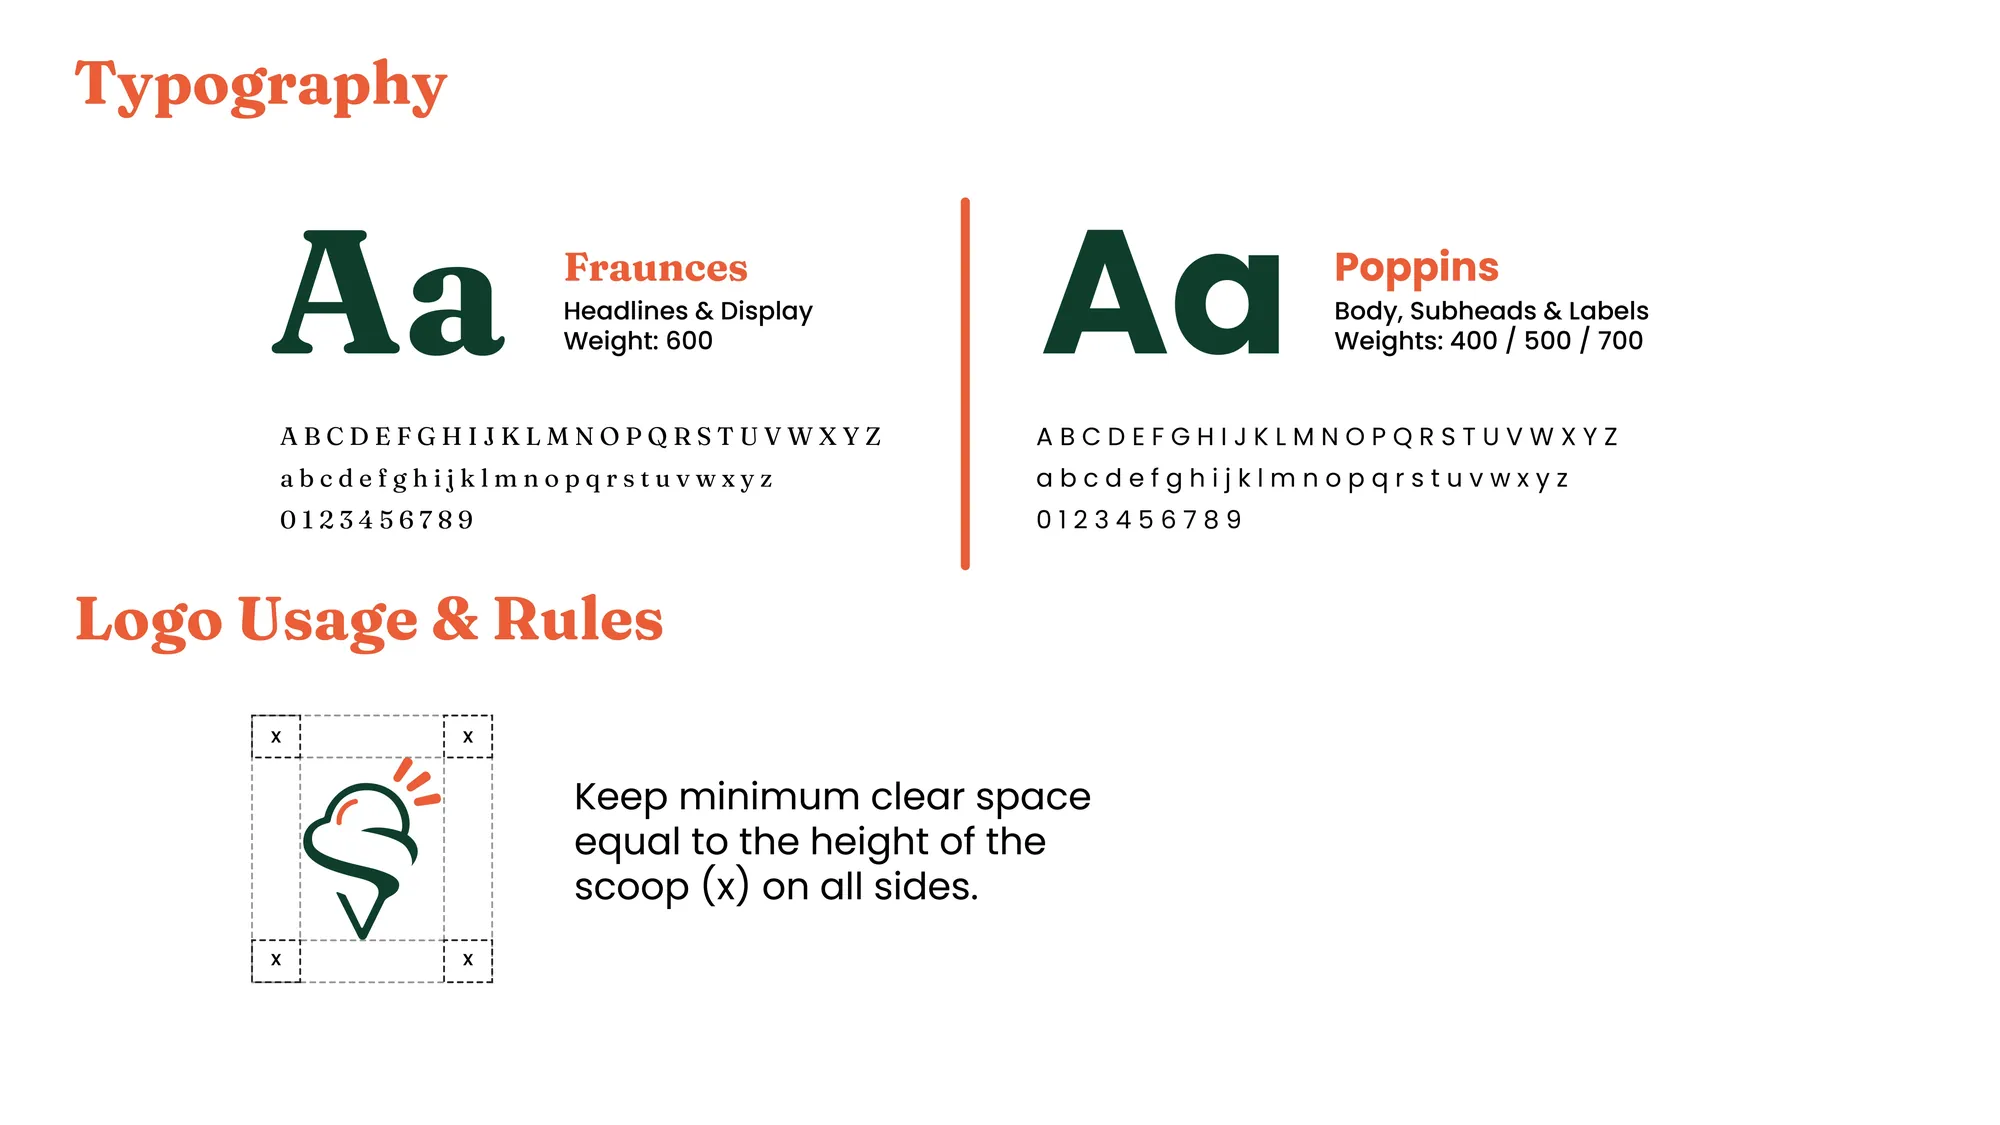 Typography
Aa
Fraunces
Headlines & Display
Weight: 600
A B C D E F G H I J K L M N O P Q R S T U V W X Y Z
a b c d e f g h i j k l m n o p q r s t u v w x y z
0 1 2 3 4 5 6 7 8 9
Aa
Poppins
Body, Subheads & Labels
Weights: 400 / 500 / 700
A B C D E F G H I J K L M N O P Q R S T U V W X Y Z
a b c d e f g h i j k l m n o p q r s t u v w x y z
0 1 2 3 4 5 6 7 8 9
Logo Usage & Rules
x x
x x
Keep minimum clear space
equal to the height of the
scoop (x) on all sides.